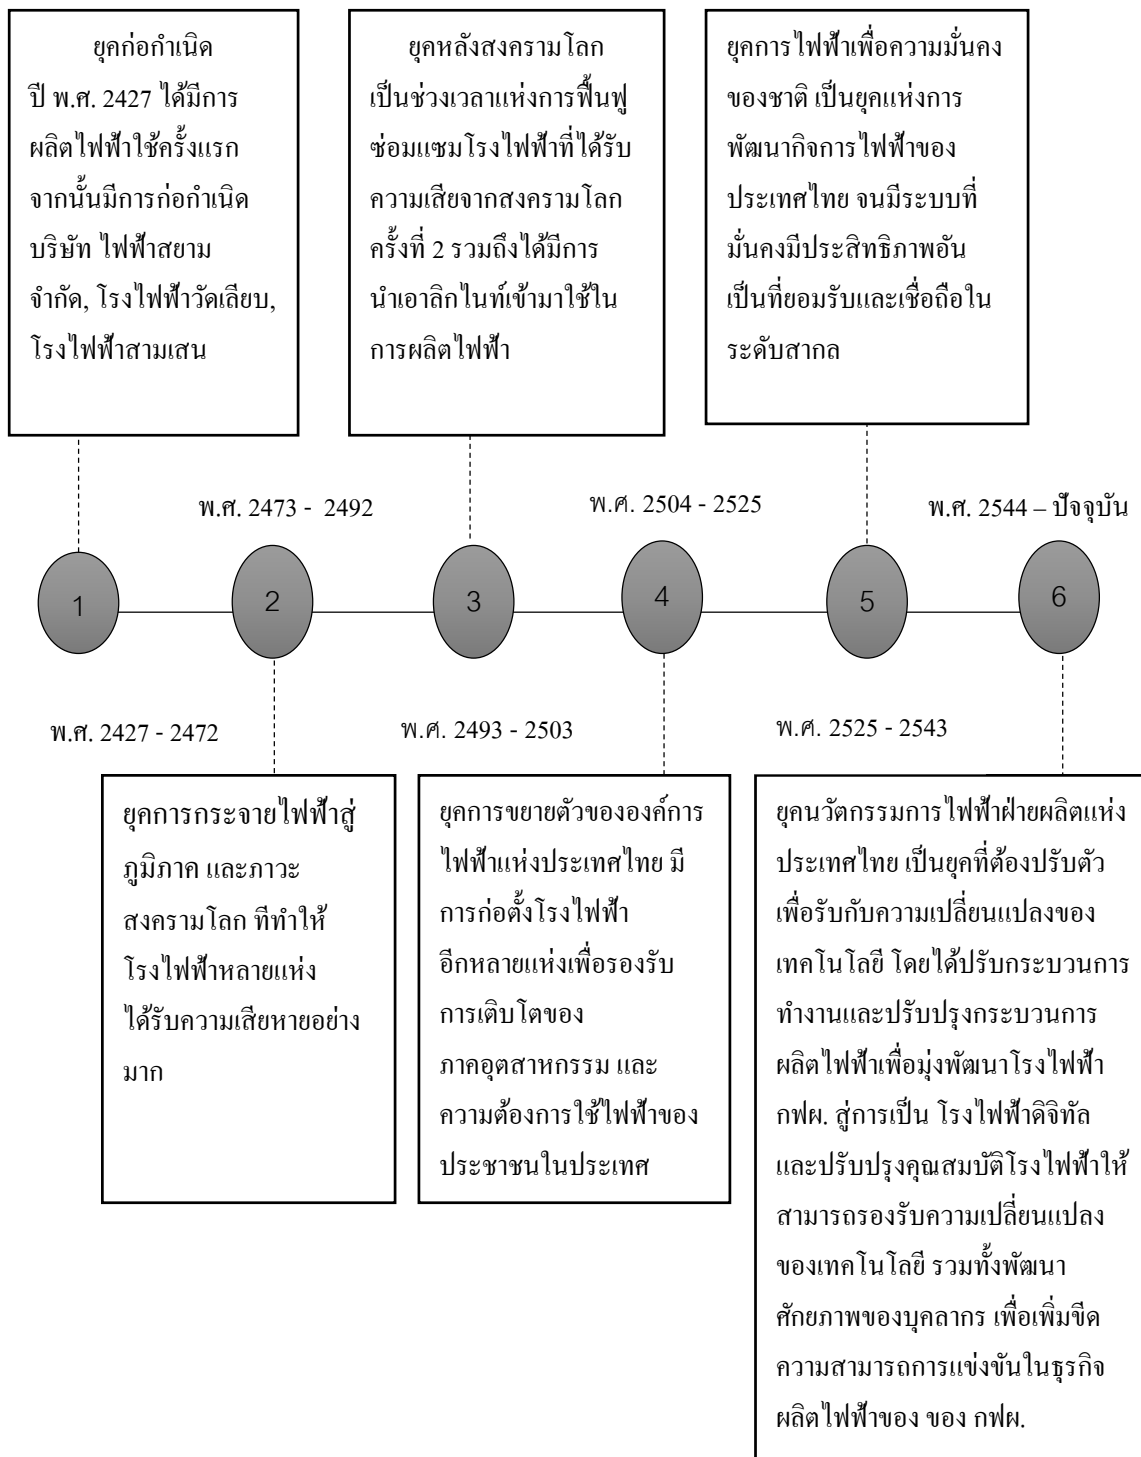 ยุคก่อกำเนิด
ปี พ.ศ. 2427 ได้มีการ
ผลิตไฟฟ้าใช้ครั้งแรก
จากนั้นมีการก่อกำเนิด
บริษัท ไฟฟ้าสยาม
จำกัด, โรงไฟฟ้าวัดเลียบ,
โรงไฟฟ้าสามเสน
ยุคหลังสงครามโลก
เป็นช่วงเวลาแห่งการฟื้นฟู
ซ่อมแซมโรงไฟฟ้าที่ได้รับ
ความเสียจากสงครามโลก
ครั้งที่ 2 รวมถึงได้มีการ
นำเอาลิกไนท์เข้ามาใช้ใน
การผลิตไฟฟ้า
ยุคการไฟฟ้าเพื่อความมั่นคง
ของชาติ เป็นยุคแห่งการ
พัฒนากิจการไฟฟ้าของ
ประเทศไทย จนมีระบบที่
มั่นคงมีประสิทธิภาพอัน
เป็นที่ยอมรับและเชื่อถือใน
ระดับสากล
พ.ศ. 2473 - 2492
พ.ศ. 2504 - 2525
พ.ศ. 2544 – ปัจจุบัน
1
2
3
4
5
6
พ.ศ. 2427 - 2472
พ.ศ. 2493 - 2503
พ.ศ. 2525 - 2543
ยุคการกระจายไฟฟ้าสู่
ภูมิภาค และภาวะ
สงครามโลก ทีทำให้
โรงไฟฟ้าหลายแห่ง
ได้รับความเสียหายอย่าง
มาก
ยุคการขยายตัวขององค์การ
ไฟฟ้าแห่งประเทศไทย มี
การก่อตั้งโรงไฟฟ้า
อีกหลายแห่งเพื่อรองรับ
การเติบโตของ
ภาคอุตสาหกรรม และ
ความต้องการใช้ไฟฟ้าของ
ประชาชนในประเทศ
ยุคนวัตกรรมการไฟฟ้าฝ่ายผลิตแห่ง
ประเทศไทย เป็นยุคที่ต้องปรับตัว
เพื่อรับกับความเปลี่ยนแปลงของ
เทคโนโลยี โดยได้ปรับกระบวนการ
ทำงานและปรับปรุงกระบวนการ
ผลิตไฟฟ้าเพื่อมุ่งพัฒนาโรงไฟฟ้า
กฟผ. สู่การเป็น โรงไฟฟ้าดิจิทัล
และปรับปรุงคุณสมบัติโรงไฟฟ้าให้
สามารถรองรับความเปลี่ยนแปลง
ของเทคโนโลยี รวมทั้งพัฒนา
ศักยภาพของบุคลากร เพื่อเพิ่มขีด
ความสามารถการแข่งขันในธุรกิจ
ผลิตไฟฟ้าของ ของ กฟผ.